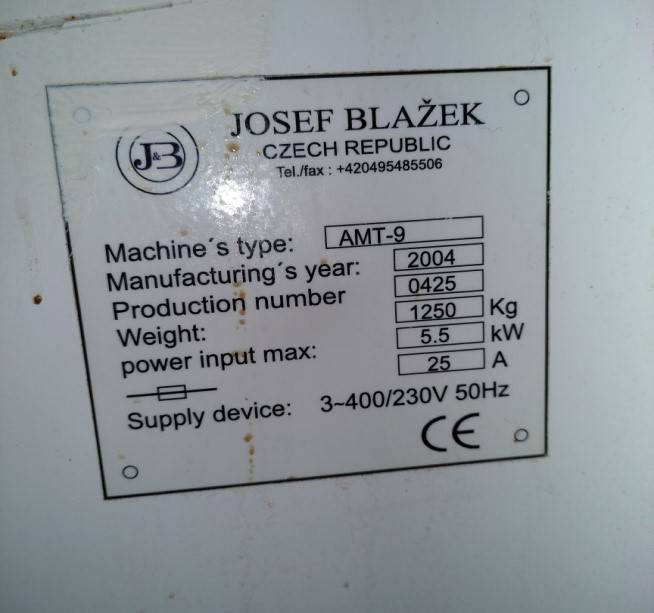 J&B
JOSEF BLAŽEK
CZECH REPUBLIC
Tel./fax : +420495485506
Machine´s type: AMT-9
Manufacturing´s year: 2004
Production number 0425
Weight: 1250 Kg
power input max: 5.5 kW
25 A
Supply device: 3~400/230V 50Hz
CE